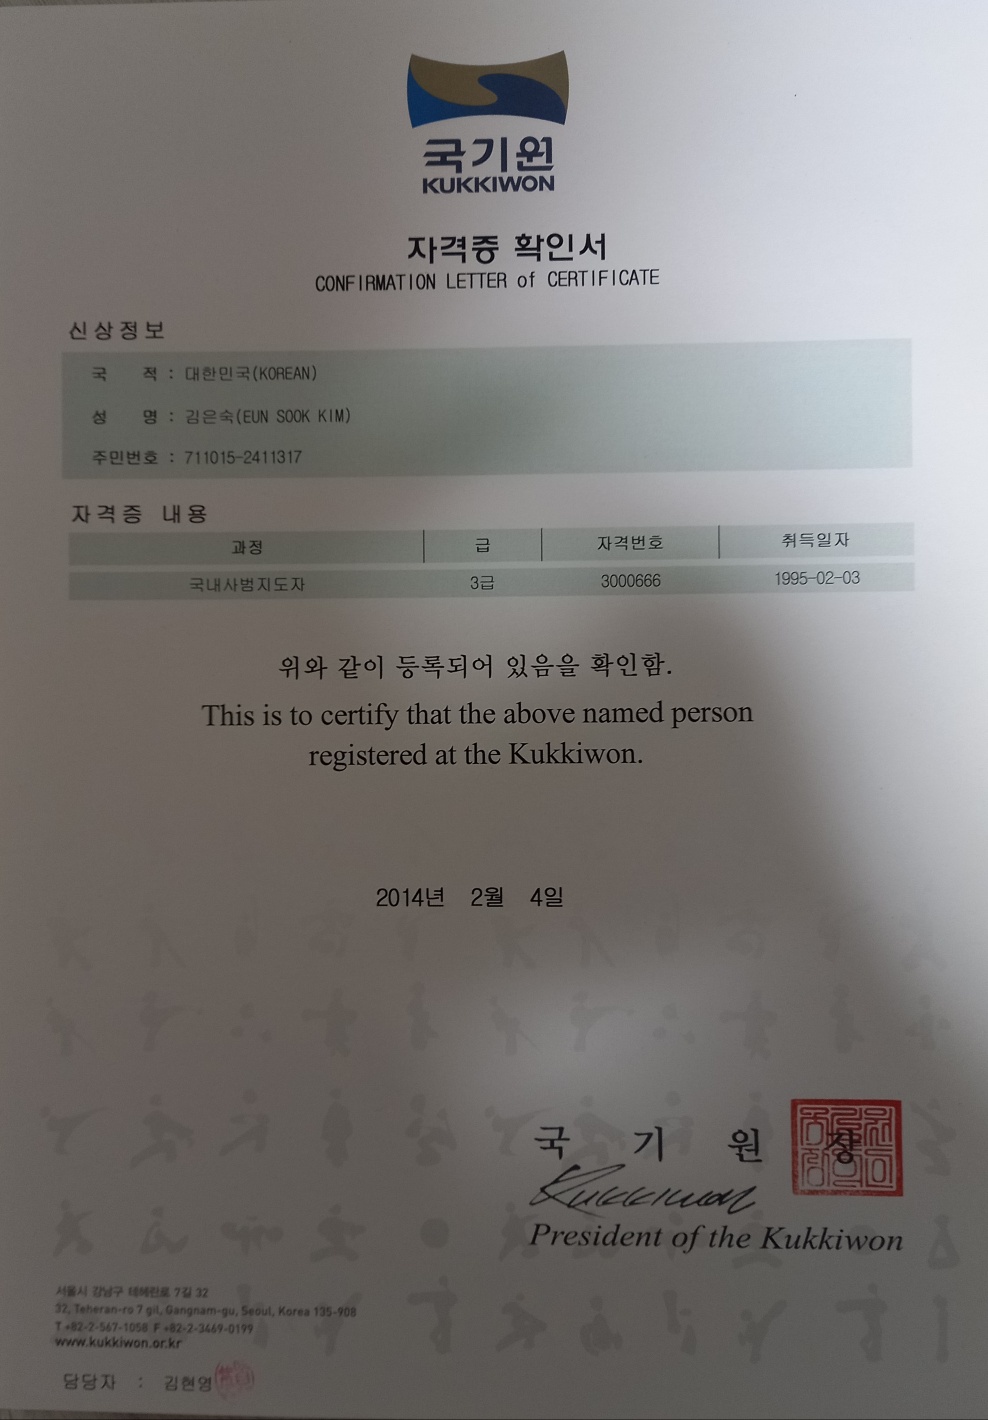 국기원
KUKKIWON
자격증 확인서
CONFIRMATION LETTER of CERTIFICATE
신상정보
국 적 : 대한민국(KOREAN)
성 명 : 김은숙(EUN SOOK KIM)
주민번호 : 711015-2411317
자격증 내용
과정 급 자격번호 취득일자
국내사범지도자 3급 3000666 1995-02-03
위와 같이 등록되어 있음을 확인함.
This is to certify that the above named person
registered at the Kukkiwon.
2014년 2월 4일
국 기 원 장
Kukkiwon
President of the Kukkiwon
서울시 강남구 테헤란로 7길 32
32, Teheran-ro 7 gil, Gangnam-gu, Seoul, Korea 135-908
T +82-2-567-1058 F +82-2-3469-0199
www.kukkiwon.or.kr
담당자 : 김현영